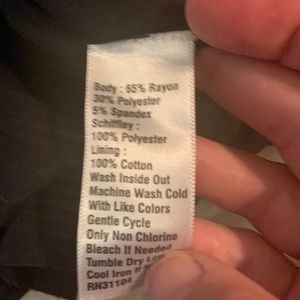 Body : 65% Rayon
30% Polyester
5% Spandex
Schiffley :
100% Polyester
Lining :
100% Cotton
Wash Inside Out
Machine Wash Cold
With Like Colors
Gentle Cycle
Only Non Chlorine
Bleach If Needed
Tumble Dry
Cool Iron If
RN31104